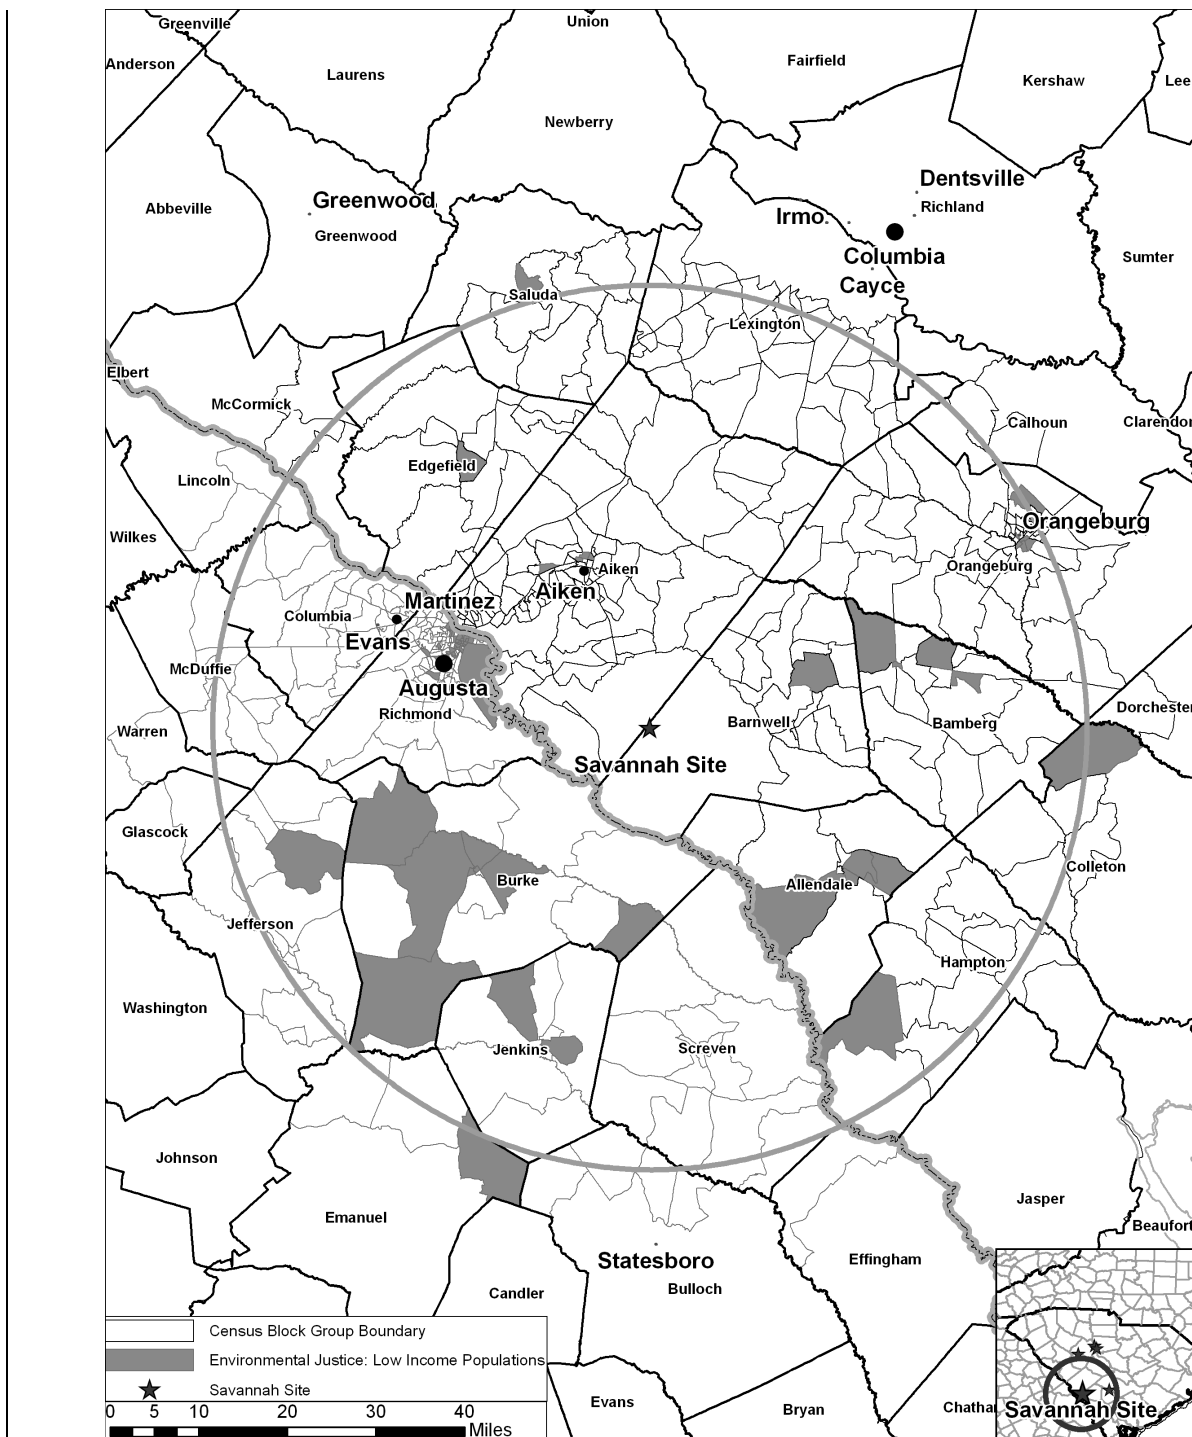 Greenville
Union
Anderson
Laurens
Fairfield
Kershaw
Lee
Newberry
Dentsville
Greenwood
Richland
Abbeville
Irmo
Greenwood
Columbia
Sumter
Cayce
Saluda
Lexington
Elbert
McCormick
Calhoun
Clarendon
Edgefield
Lincoln
Orangeburg
Wilkes
Orangeburg
Aiken
Aiken
Martinez
Columbia
Evans
McDuffie
Augusta
Richmond
Dorchester
Warren
Barnwell
Bamberg
Savannah Site
Glascock
Colleton
Burke
Allendale
Jefferson
Hampton
Washington
Jenkins
Screven
Johnson
Jasper
Emanuel
Beaufort
Statesboro
Effingham
Bulloch
Candler
Census Block Group Boundary
Environmental Justice: Low Income Populations
Savannah Site
Evans
Bryan
Chatha
Savannah Site
0 5 10 20 30 40
Miles